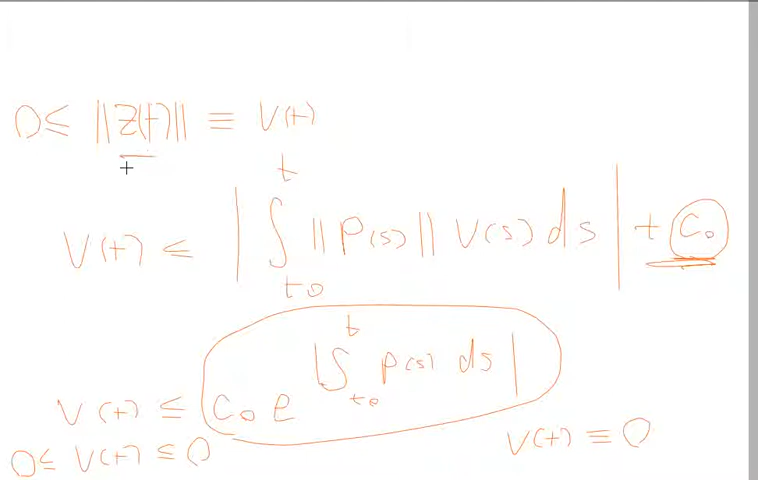 0 ≤ ||Z(t)|| ≡ V(t)
V(t) ≤ | ∫_{t0}^{t} ||P(s)|| V(s) ds | + C₀
V(t) ≤ C₀ e^{| ∫_{t0}^{t} P(s) ds |}
0 ≤ V(t) ≤ 0 V(t) ≡ 0